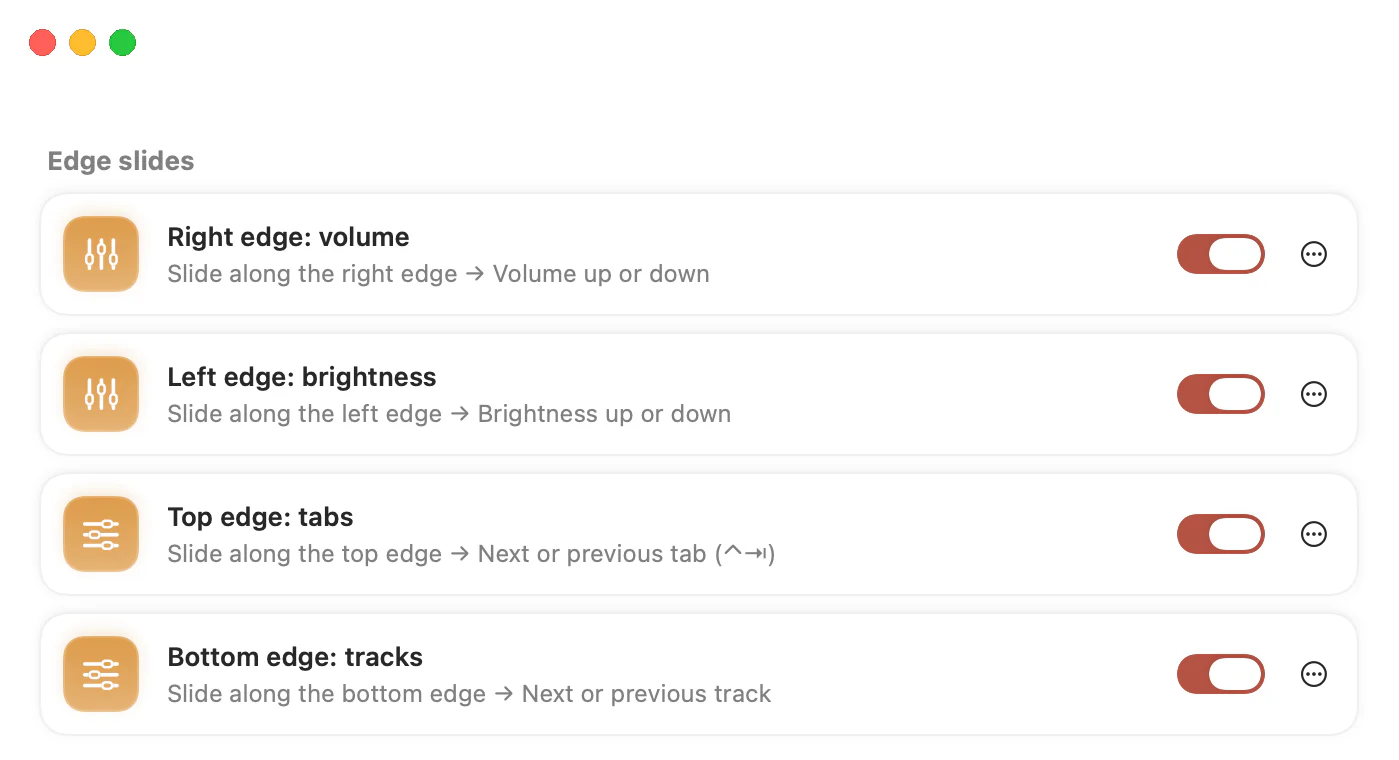 Edge slides
Right edge: volume
Slide along the right edge → Volume up or down
Left edge: brightness
Slide along the left edge → Brightness up or down
Top edge: tabs
Slide along the top edge → Next or previous tab (^⇥)
Bottom edge: tracks
Slide along the bottom edge → Next or previous track